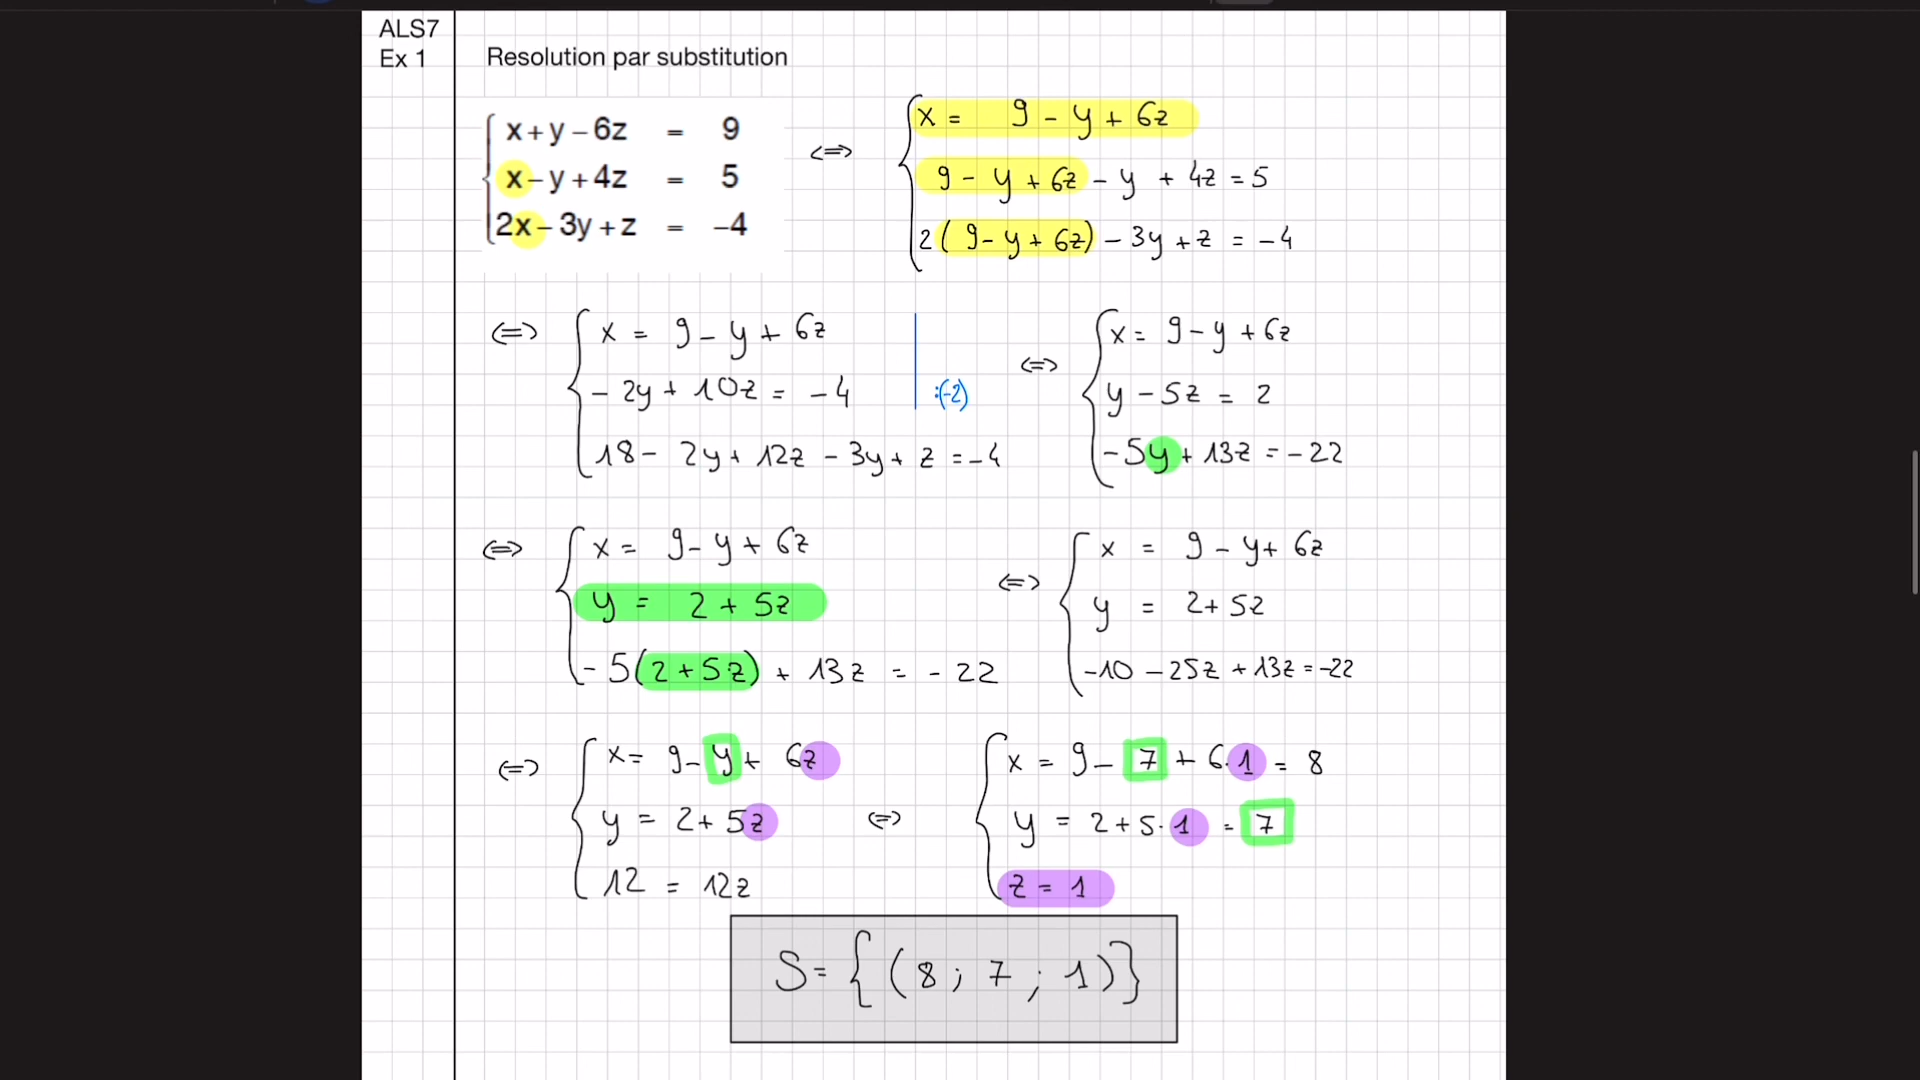 ALS7
Ex 1
Resolution par substitution
x + y – 6z = 9
x – y + 4z = 5
2x – 3y + z = –4
<=> x = 9 - y + 6z
9 - y + 6z - y + 4z = 5
2 ( 9 - y + 6z) - 3y + z = -4
<=> x = 9 - y + 6z
- 2y + 10z = -4 :(-2)
18 - 2y + 12z - 3y + z = -4
<=> x = 9 - y + 6z
y - 5z = 2
-5y + 13z = -22
<=> x = 9 - y + 6z
y = 2 + 5z
-5(2 + 5z) + 13z = -22
<=> x = 9 - y + 6z
y = 2 + 5z
-10 - 25z + 13z = -22
<=> x = 9 - y + 6z
y = 2 + 5z
12 = 12z
<=> x = 9 - 7 + 6·1 = 8
y = 2 + 5·1 = 7
z = 1
S = {(8 ; 7 ; 1)}